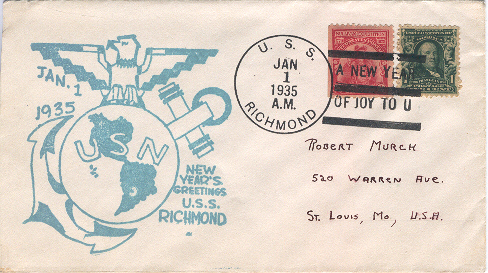 JAN. 1
1935
USN
NEW
YEAR'S
GREETINGS
U.S.S.
RICHMOND
U. S. S.
JAN
1
1935
A.M.
RICHMOND
A NEW YEAR
OF JOY TO U
ROBERT MURCH
520 WARREN AVE.
ST. LOUIS, MO, U.S.A.